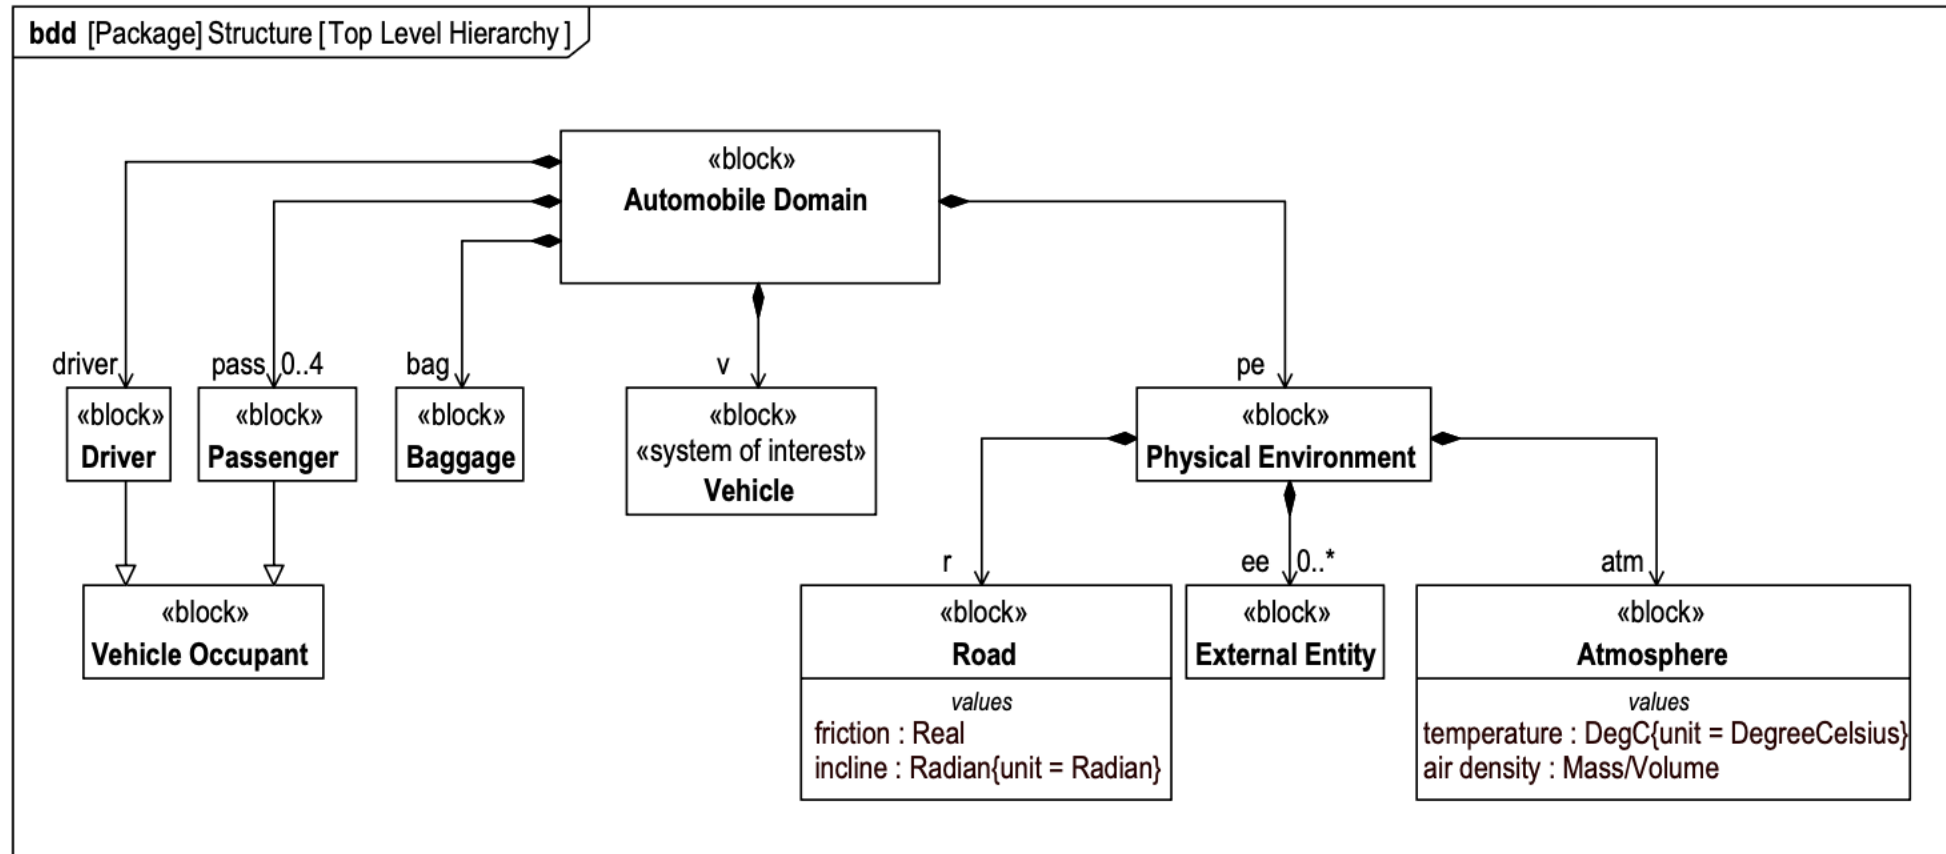 bdd [Package] Structure [Top Level Hierarchy]
«block»
Automobile Domain
driver
pass 0..4
bag
v
pe
«block»
Driver
«block»
Passenger
«block»
Baggage
«block»
«system of interest»
Vehicle
«block»
Physical Environment
r
ee 0..*
atm
«block»
Vehicle Occupant
«block»
Road
values
friction : Real
incline : Radian{unit = Radian}
«block»
External Entity
«block»
Atmosphere
values
temperature : DegC{unit = DegreeCelsius}
air density : Mass/Volume